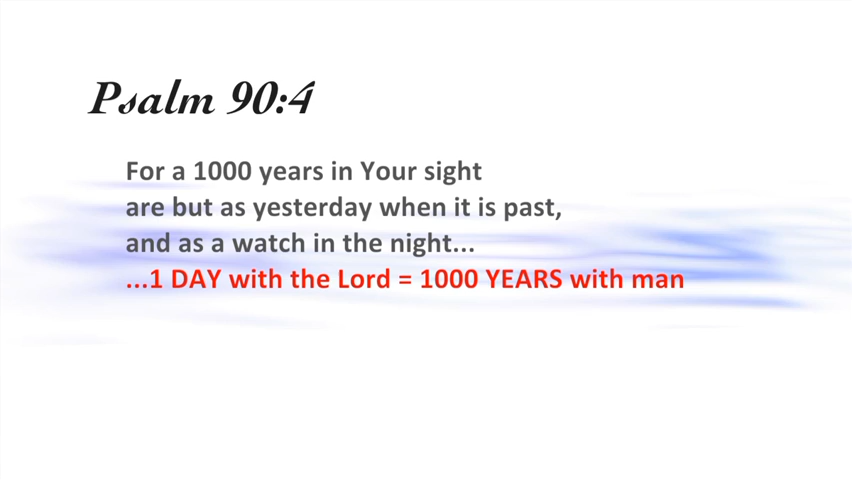 Psalm 90:4
For a 1000 years in Your sight
are but as yesterday when it is past,
and as a watch in the night...
...1 DAY with the Lord = 1000 YEARS with man